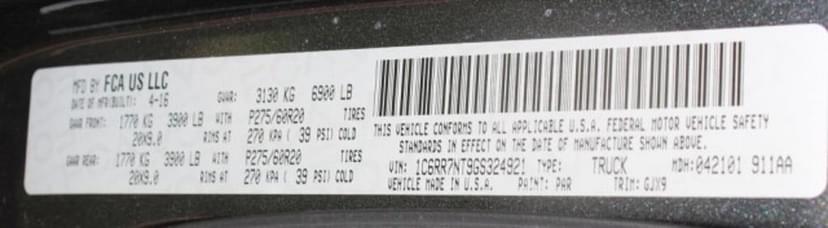 MFD BY FCA US LLC
DATE OF MFR(BUILT): 4-16 GVWR: 3130 KG 6900 LB
GAWR FRONT: 1770 KG 3900 LB WITH P275/60R20 TIRES
20X9.0 RIMS AT 270 KPA ( 39 PSI) COLD
GAWR REAR: 1770 KG 3900 LB WITH P275/60R20 TIRES
20X9.0 RIMS AT 270 KPA ( 39 PSI) COLD
THIS VEHICLE CONFORMS TO ALL APPLICABLE U.S.A. FEDERAL MOTOR VEHICLE SAFETY
STANDARDS IN EFFECT ON THE DATE OF MANUFACTURE SHOWN ABOVE.
VIN: 1C6RR7NT9GS324921 TYPE: TRUCK MDH:042101 911AA
VEHICLE MADE IN U.S.A. PAINT: PAR TRIM: GJX9